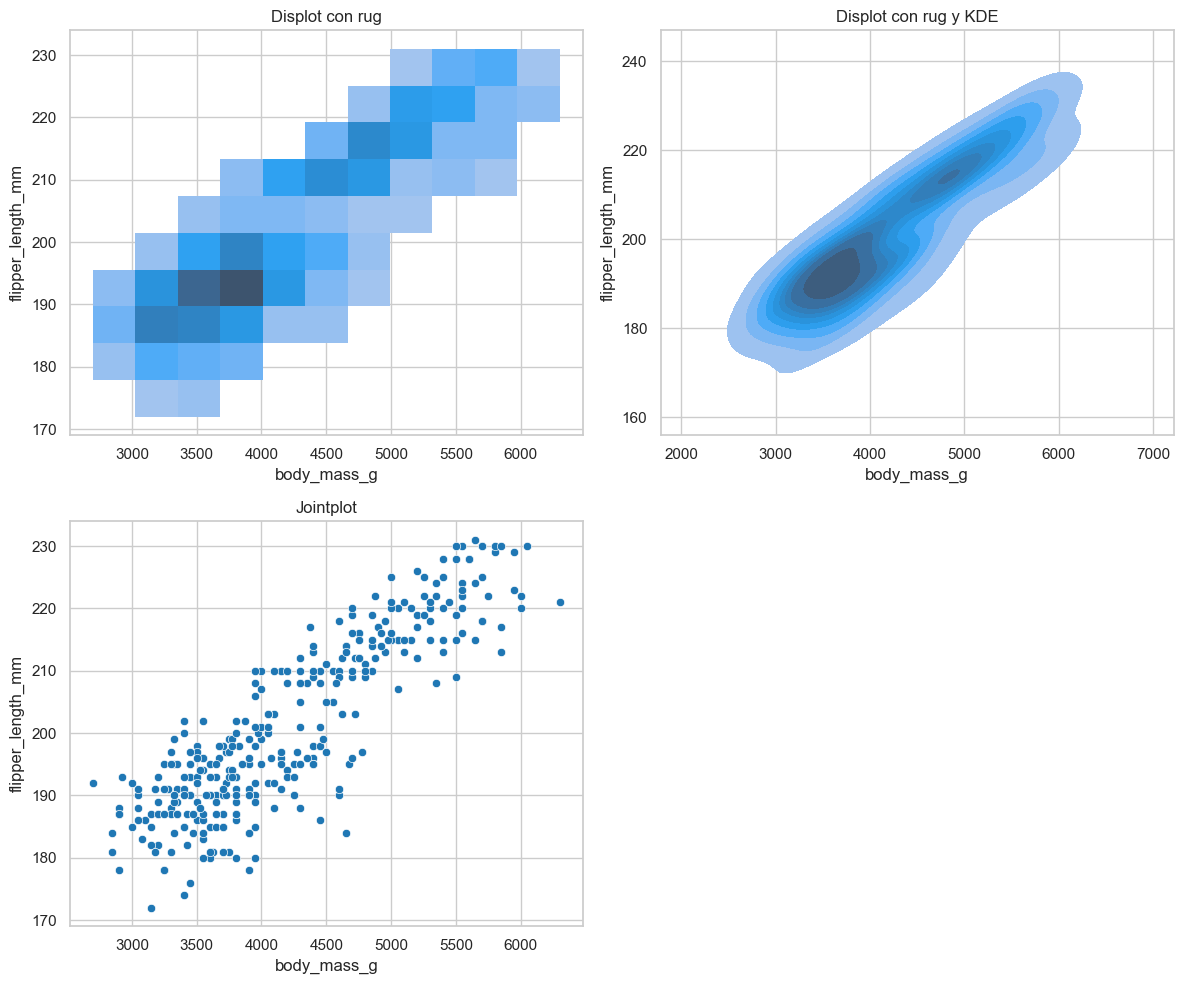 Displot con rug
230
220
210
200
190
180
170
flipper_length_mm
3000 3500 4000 4500 5000 5500 6000
body_mass_g
Displot con rug y KDE
240
220
200
180
160
flipper_length_mm
2000 3000 4000 5000 6000 7000
body_mass_g
Jointplot
230
220
210
200
190
180
170
flipper_length_mm
3000 3500 4000 4500 5000 5500 6000
body_mass_g